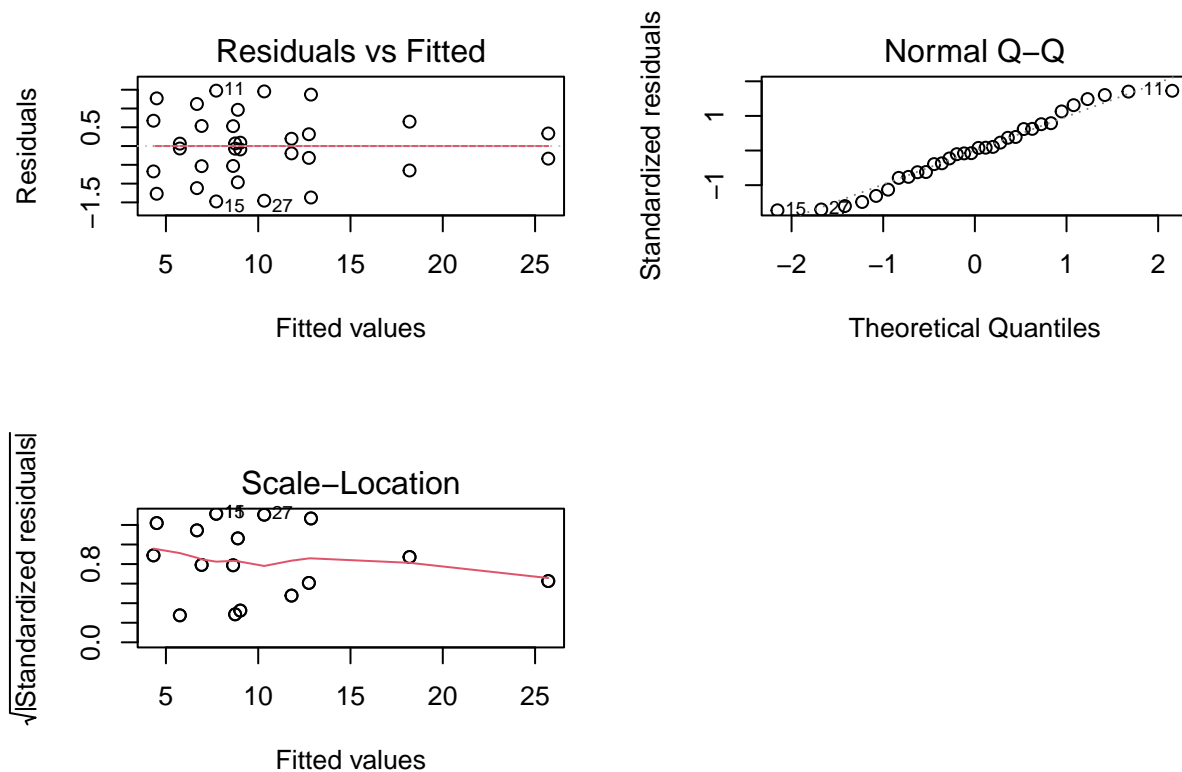 Residuals vs Fitted
Residuals
0.5
−1.5
11
15
27
5 10 15 20 25
Fitted values
Normal Q−Q
Standardized residuals
1
−1
11
15
27
−2 −1 0 1 2
Theoretical Quantiles
Scale−Location
√|Standardized residuals|
0.8
0.0
15
27
5 10 15 20 25
Fitted values